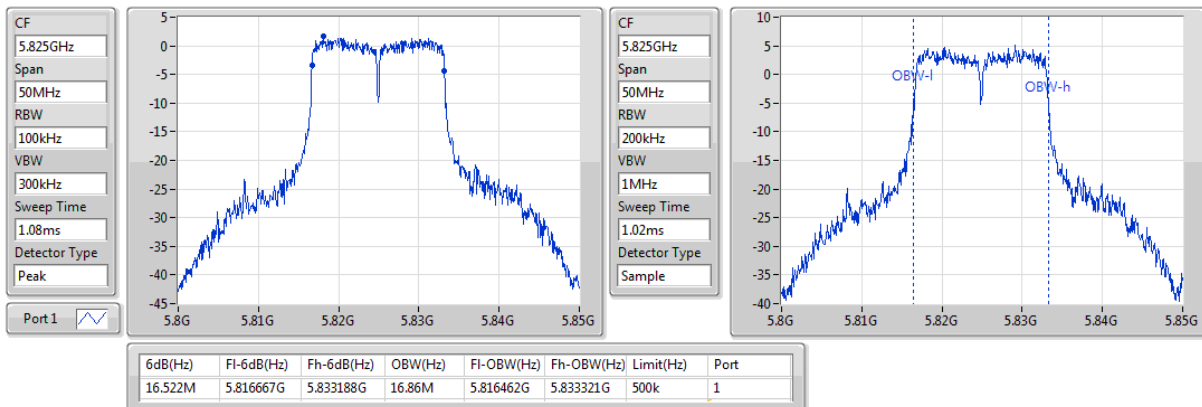 CF
5.825GHz
Span
50MHz
RBW
100kHz
VBW
300kHz
Sweep Time
1.08ms
Detector Type
Peak
Port 1
5
0
-5
-10
-15
-20
-25
-30
-35
-40
-45
5.8G 5.81G 5.82G 5.83G 5.84G 5.85G
CF
5.825GHz
Span
50MHz
RBW
200kHz
VBW
1MHz
Sweep Time
1.02ms
Detector Type
Sample
10
5
0
-5
-10
-15
-20
-25
-30
-35
-40
OBW-l
OBW-h
5.8G 5.81G 5.82G 5.83G 5.84G 5.85G
6dB(Hz) Fl-6dB(Hz) Fh-6dB(Hz) OBW(Hz) Fl-OBW(Hz) Fh-OBW(Hz) Limit(Hz) Port
16.522M 5.816667G 5.833188G 16.86M 5.816462G 5.833321G 500k 1